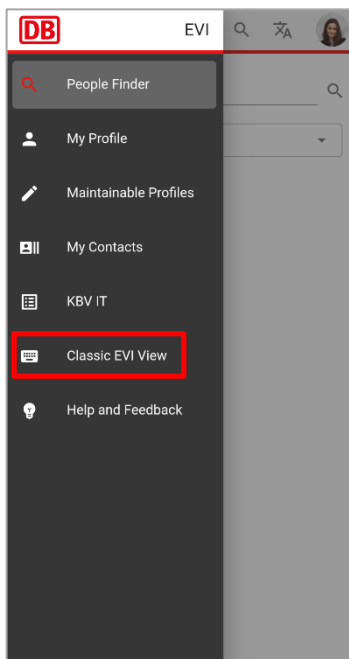 DB
EVI
People Finder
My Profile
Maintainable Profiles
My Contacts
KBV IT
Classic EVI View
Help and Feedback